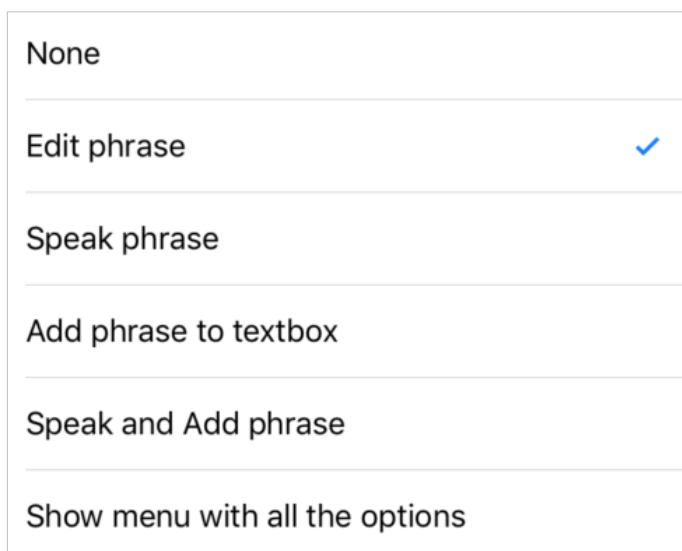 None
Edit phrase
Speak phrase
Add phrase to textbox
Speak and Add phrase
Show menu with all the options